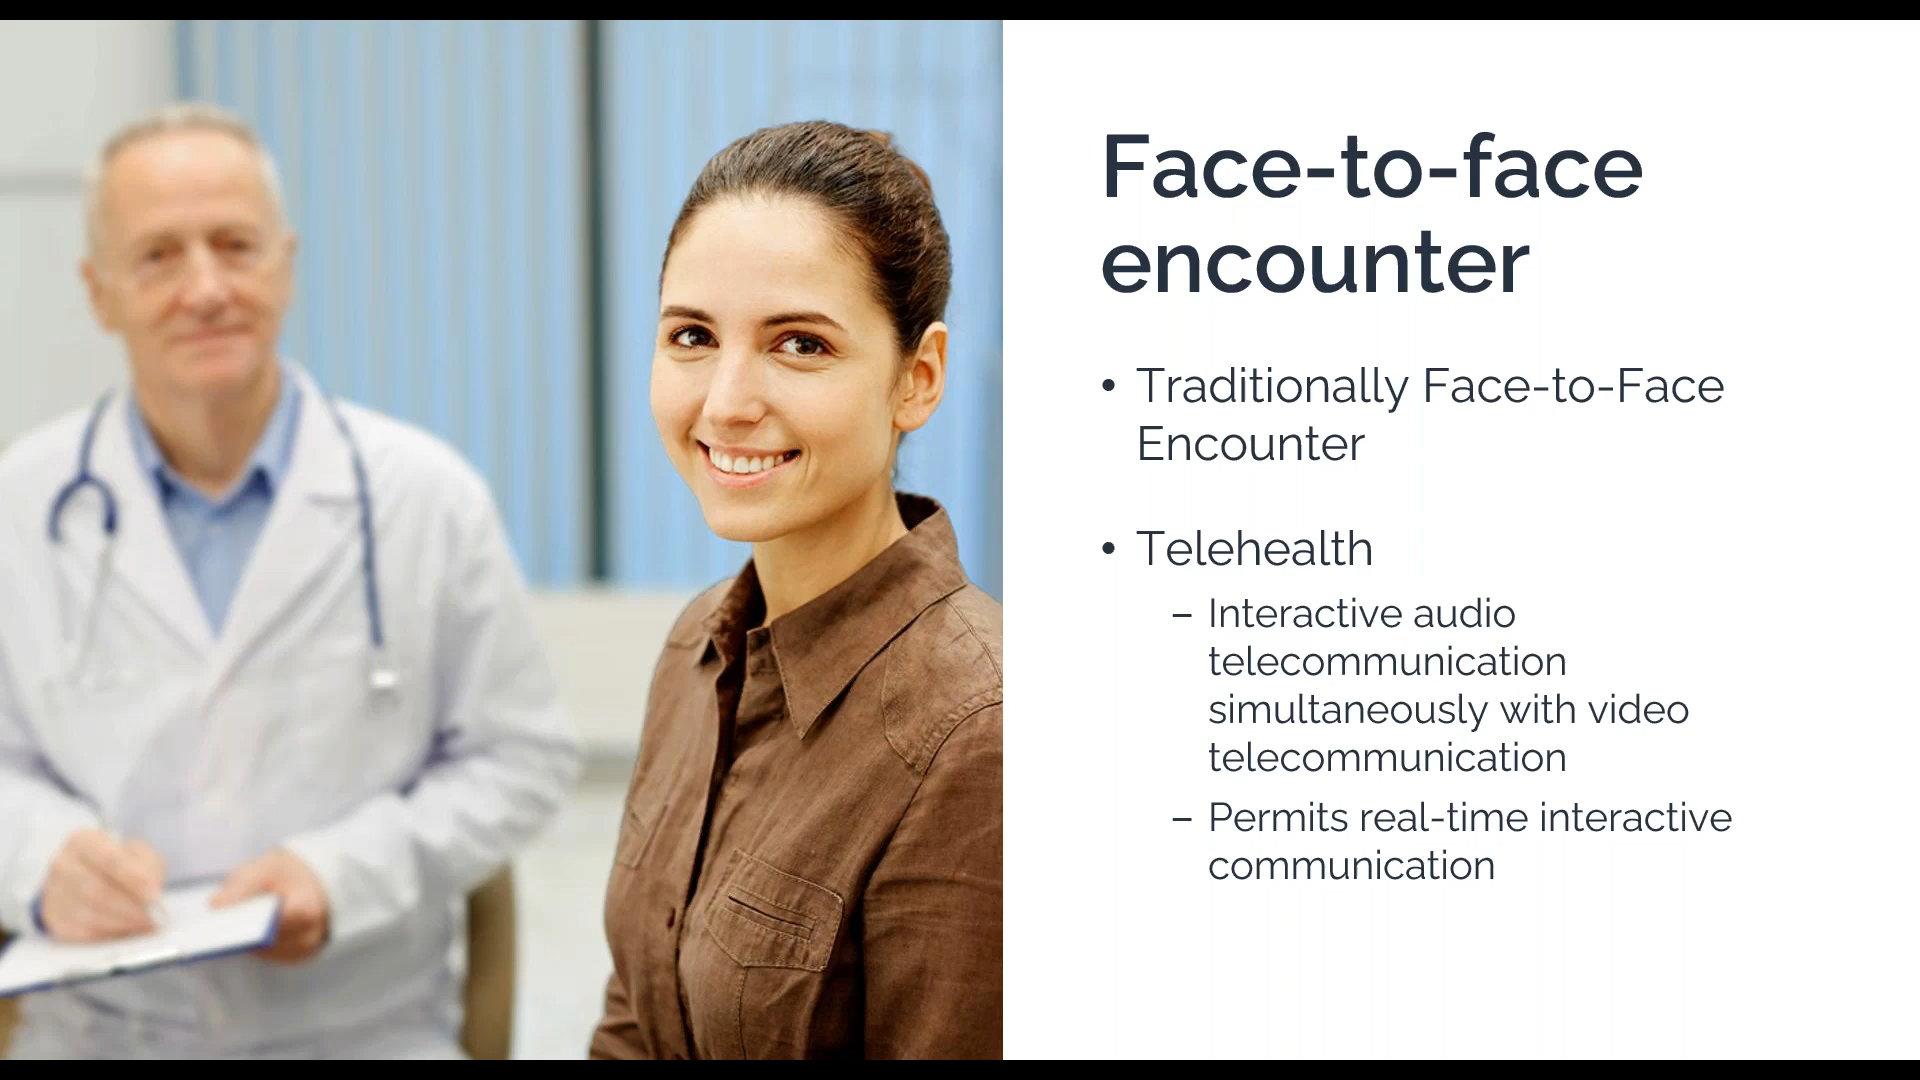 Face-to-face
encounter
• Traditionally Face-to-Face
Encounter
• Telehealth
– Interactive audio
telecommunication
simultaneously with video
telecommunication
– Permits real-time interactive
communication